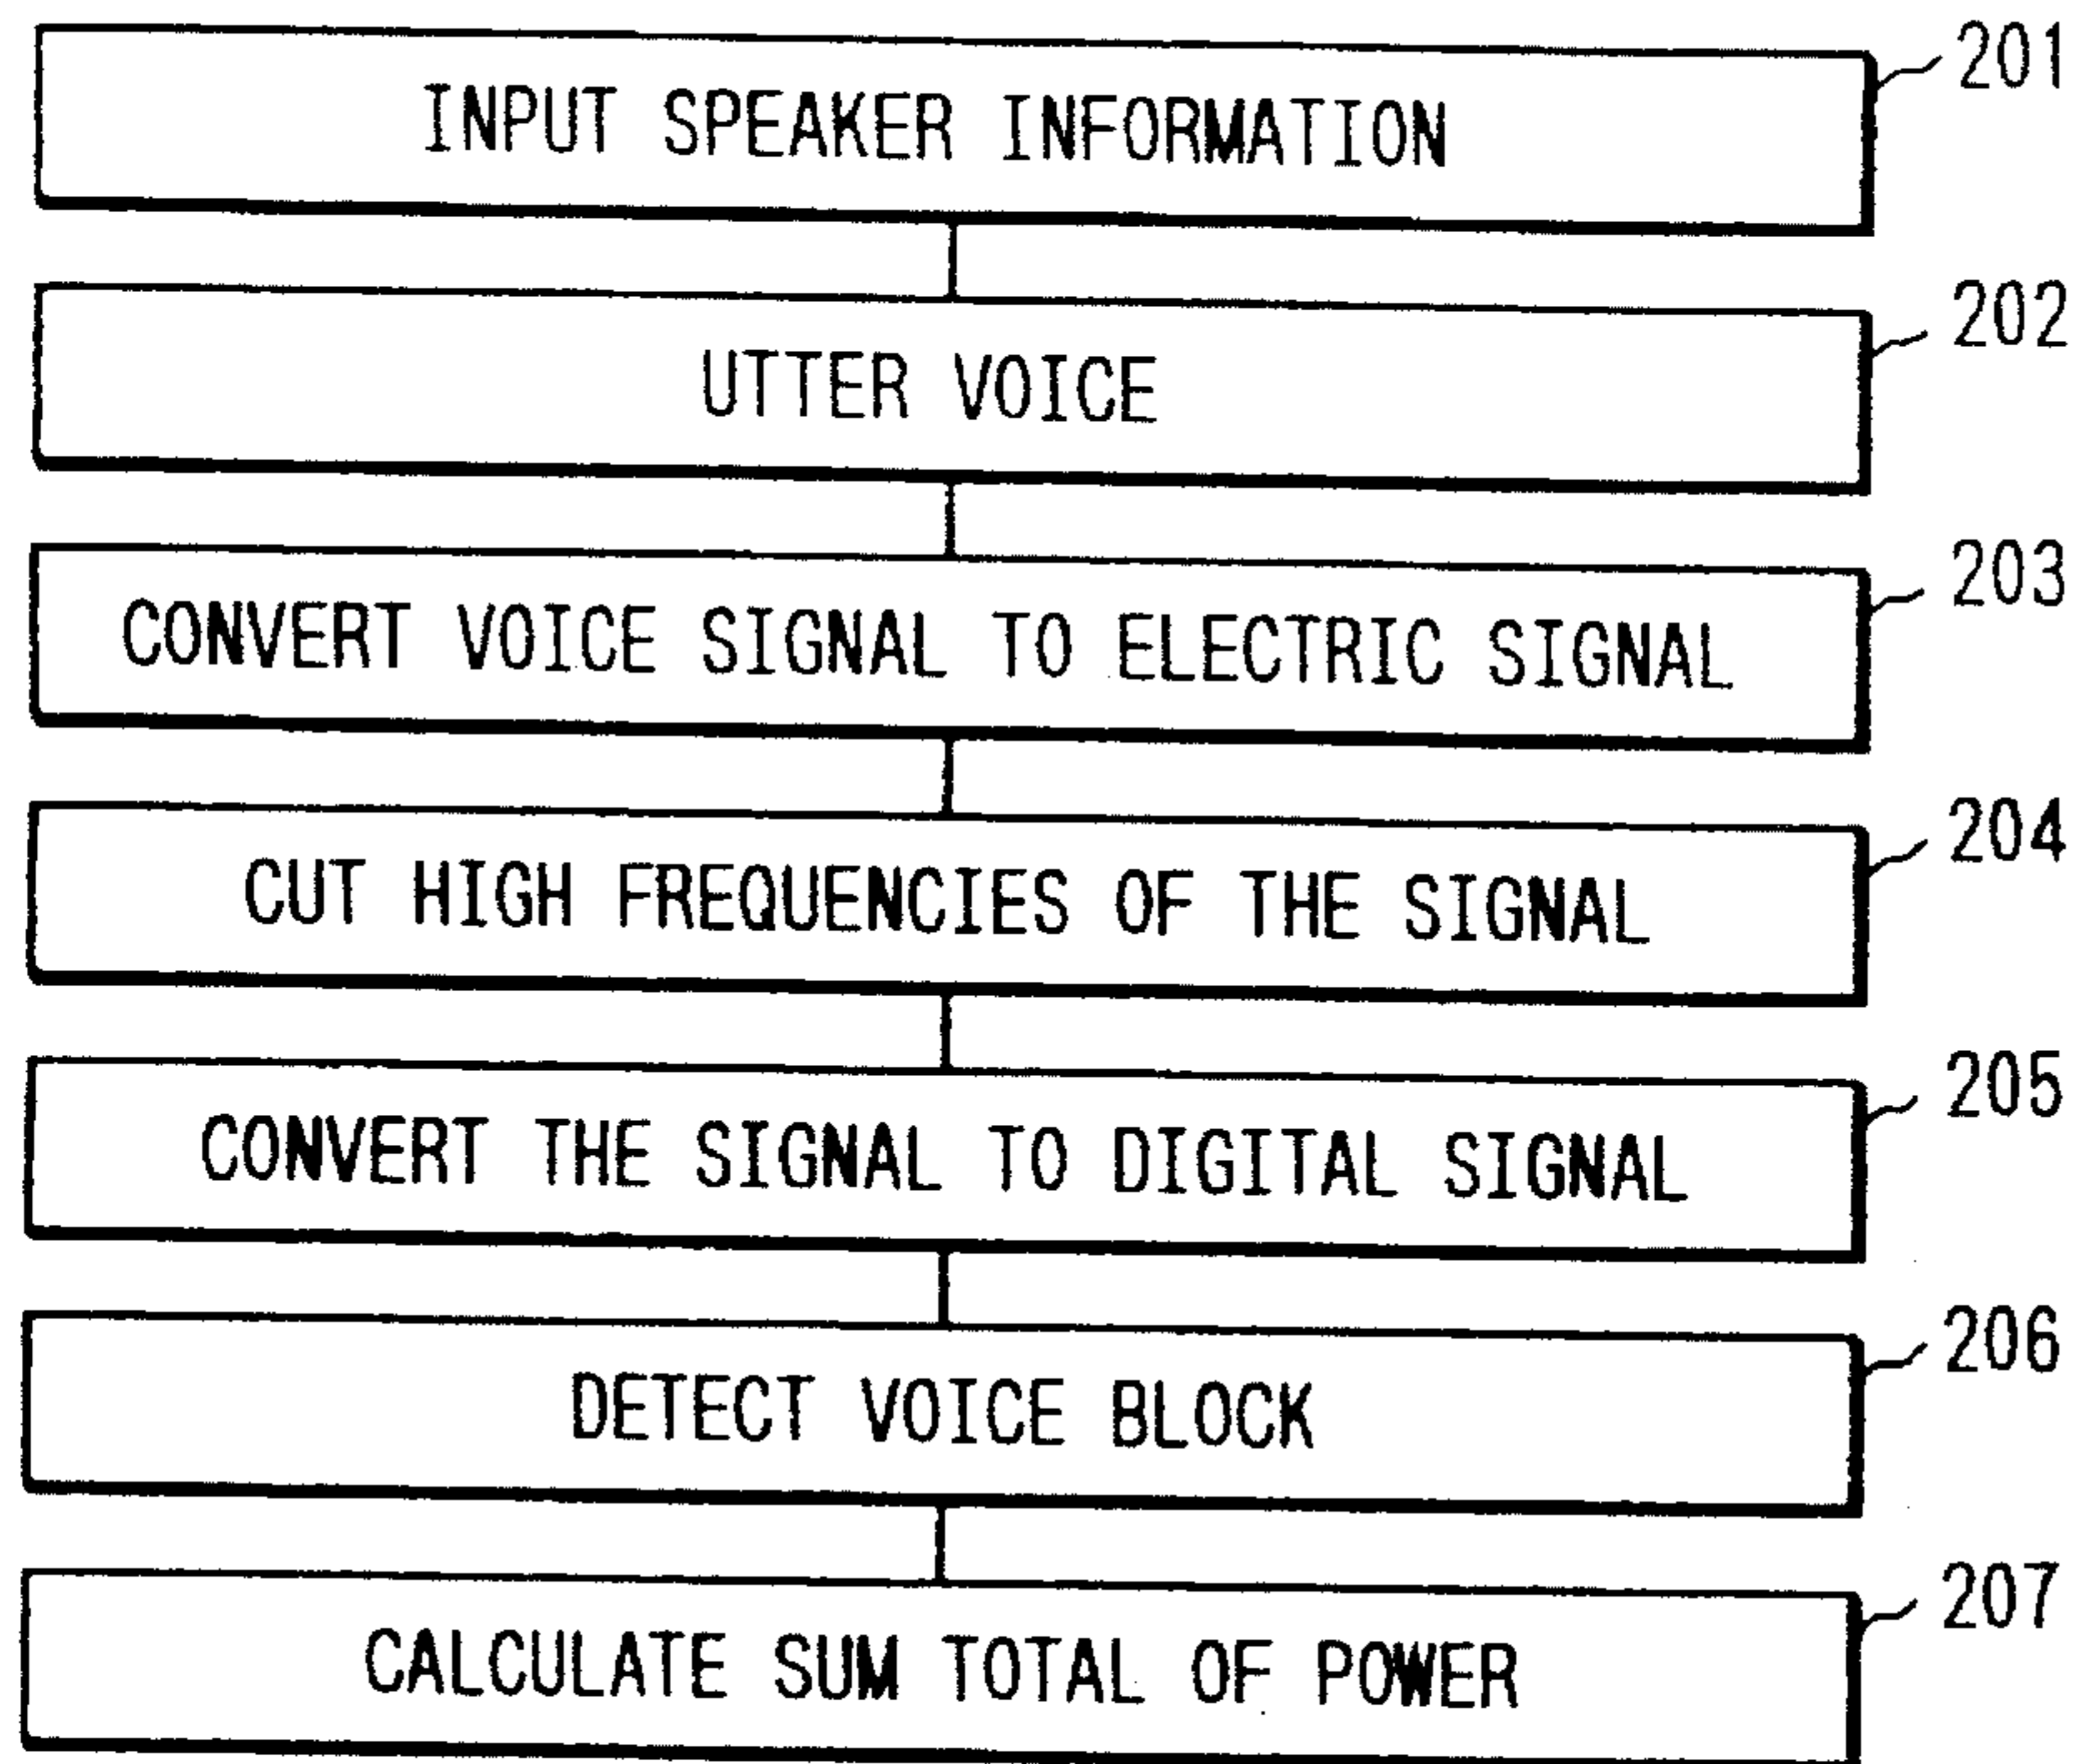 201
INPUT SPEAKER INFORMATION
202
UTTER VOICE
203
CONVERT VOICE SIGNAL TO ELECTRIC SIGNAL
204
CUT HIGH FREQUENCIES OF THE SIGNAL
205
CONVERT THE SIGNAL TO DIGITAL SIGNAL
206
DETECT VOICE BLOCK
207
CALCULATE SUM TOTAL OF POWER